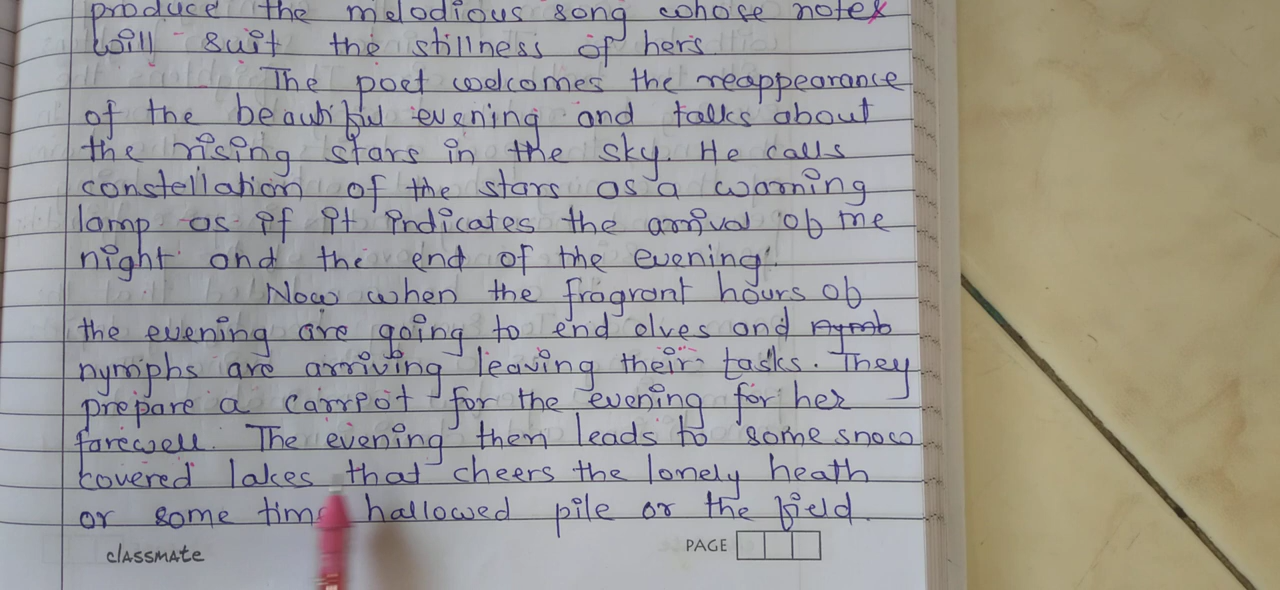 produce the melodious song whose notes
will suit the stillness of hers
The poet welcomes the reappearance
of the beautiful evening and talks about
the rising stars in the sky. He calls
constellation of the stars as a warning
lamp as if it indicates the arrival of the
night and the end of the evening.
Now when the fragrant hours of
the evening are going to end elves and
nymphs are arriving leaving their tasks. They
prepare a carrpot for the evening for her
farewell. The evening then leads to some snow
covered lakes that cheers the lonely heath
or some time hallowed pile or the field.
classmate
PAGE